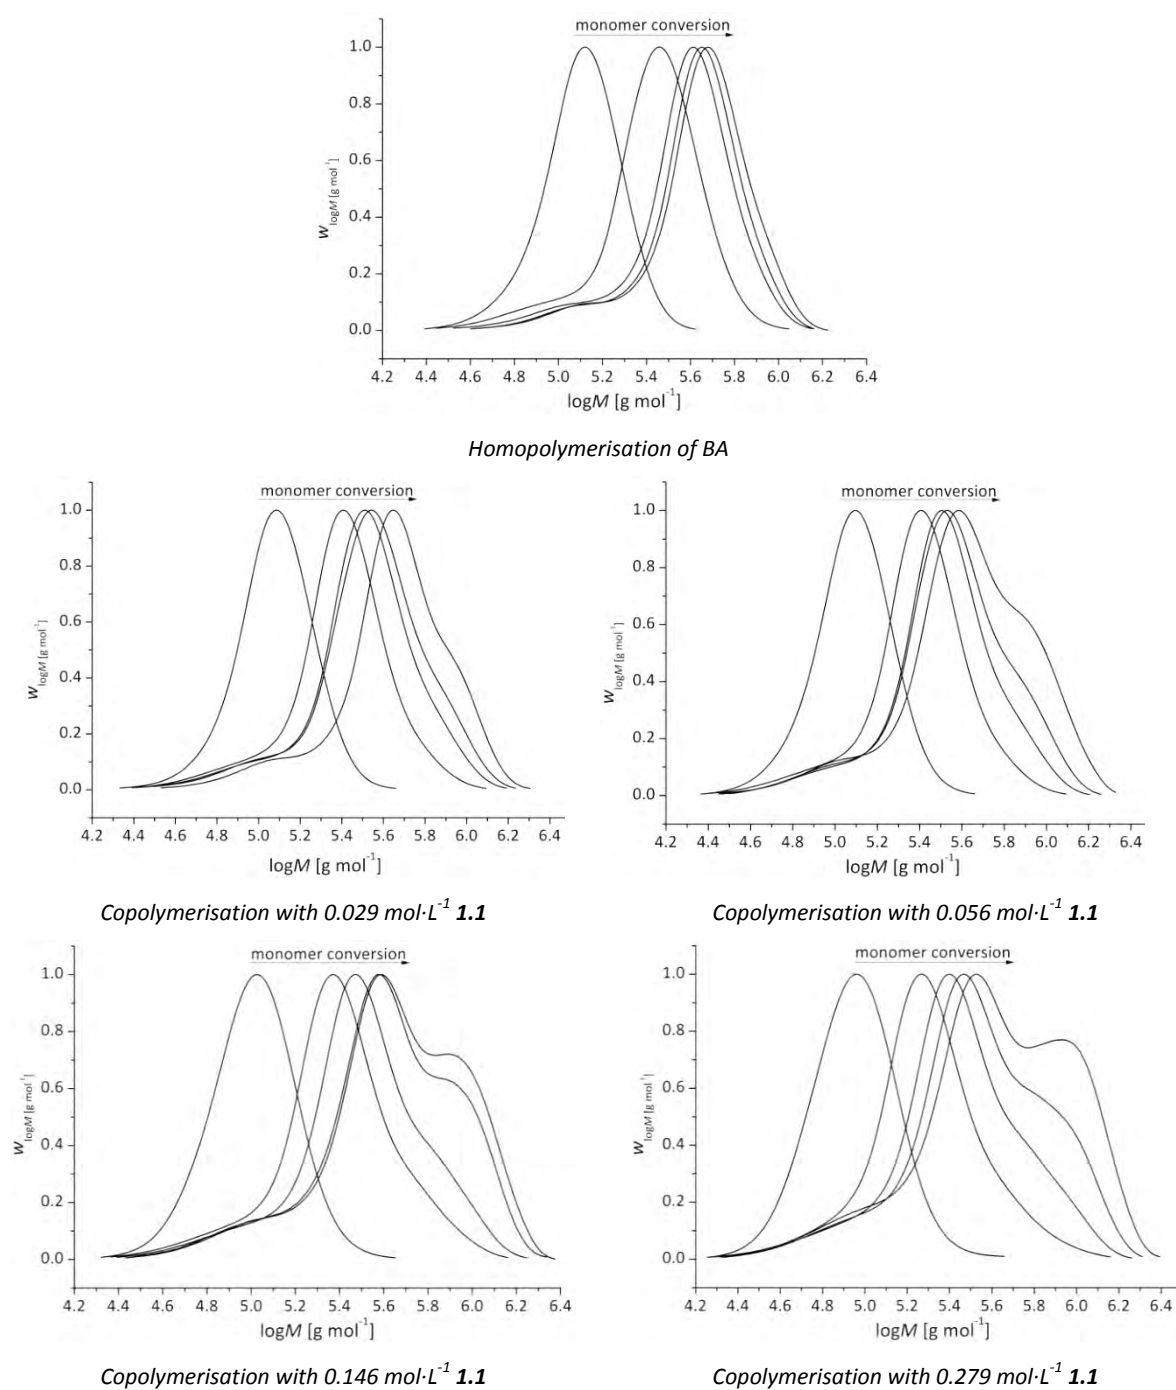 monomer conversion
1.0
0.8
0.6
0.4
0.2
0.0
w logM [g mol-1]
4.2 4.4 4.6 4.8 5.0 5.2 5.4 5.6 5.8 6.0 6.2 6.4
logM [g mol-1]
Homopolymerisation of BA
monomer conversion
1.0
0.8
0.6
0.4
0.2
0.0
w logM [g mol-1]
4.2 4.4 4.6 4.8 5.0 5.2 5.4 5.6 5.8 6.0 6.2 6.4
logM [g mol-1]
Copolymerisation with 0.029 mol·L-1 1.1
monomer conversion
1.0
0.8
0.6
0.4
0.2
0.0
w logM [g mol-1]
4.2 4.4 4.6 4.8 5.0 5.2 5.4 5.6 5.8 6.0 6.2 6.4
logM [g mol-1]
Copolymerisation with 0.056 mol·L-1 1.1
monomer conversion
1.0
0.8
0.6
0.4
0.2
0.0
w logM [g mol-1]
4.2 4.4 4.6 4.8 5.0 5.2 5.4 5.6 5.8 6.0 6.2 6.4
logM [g mol-1]
Copolymerisation with 0.146 mol·L-1 1.1
monomer conversion
1.0
0.8
0.6
0.4
0.2
0.0
w logM [g mol-1]
4.2 4.4 4.6 4.8 5.0 5.2 5.4 5.6 5.8 6.0 6.2 6.4
logM [g mol-1]
Copolymerisation with 0.279 mol·L-1 1.1